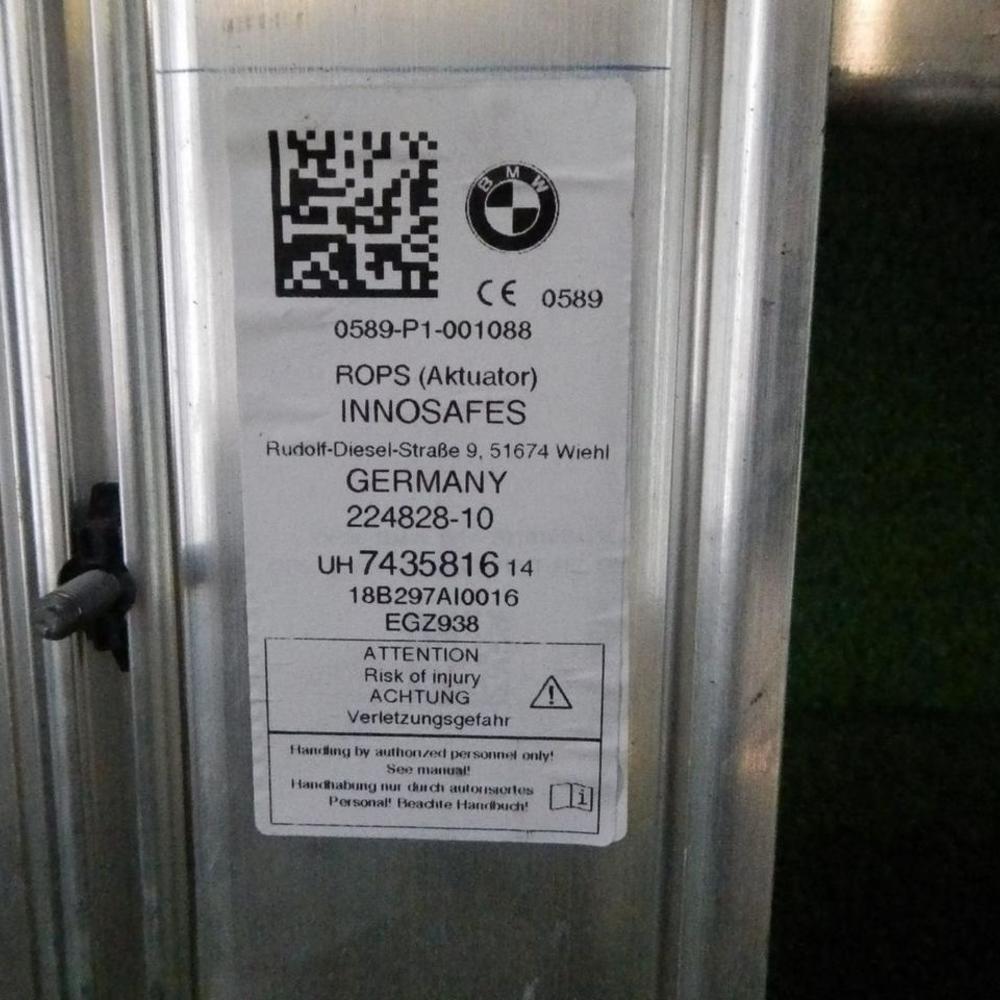 BMW
CE 0589
0589-P1-001088
ROPS (Aktuator)
INNOSAFES
Rudolf-Diesel-Straße 9, 51674 Wiehl
GERMANY
224828-10
UH 7435816 14
18B297AI0016
EGZ938
ATTENTION
Risk of injury
ACHTUNG
Verletzungsgefahr
Handling by authorized personnel only!
See manual!
Handhabung nur durch autorisiertes
Personal! Beachte Handbuch!